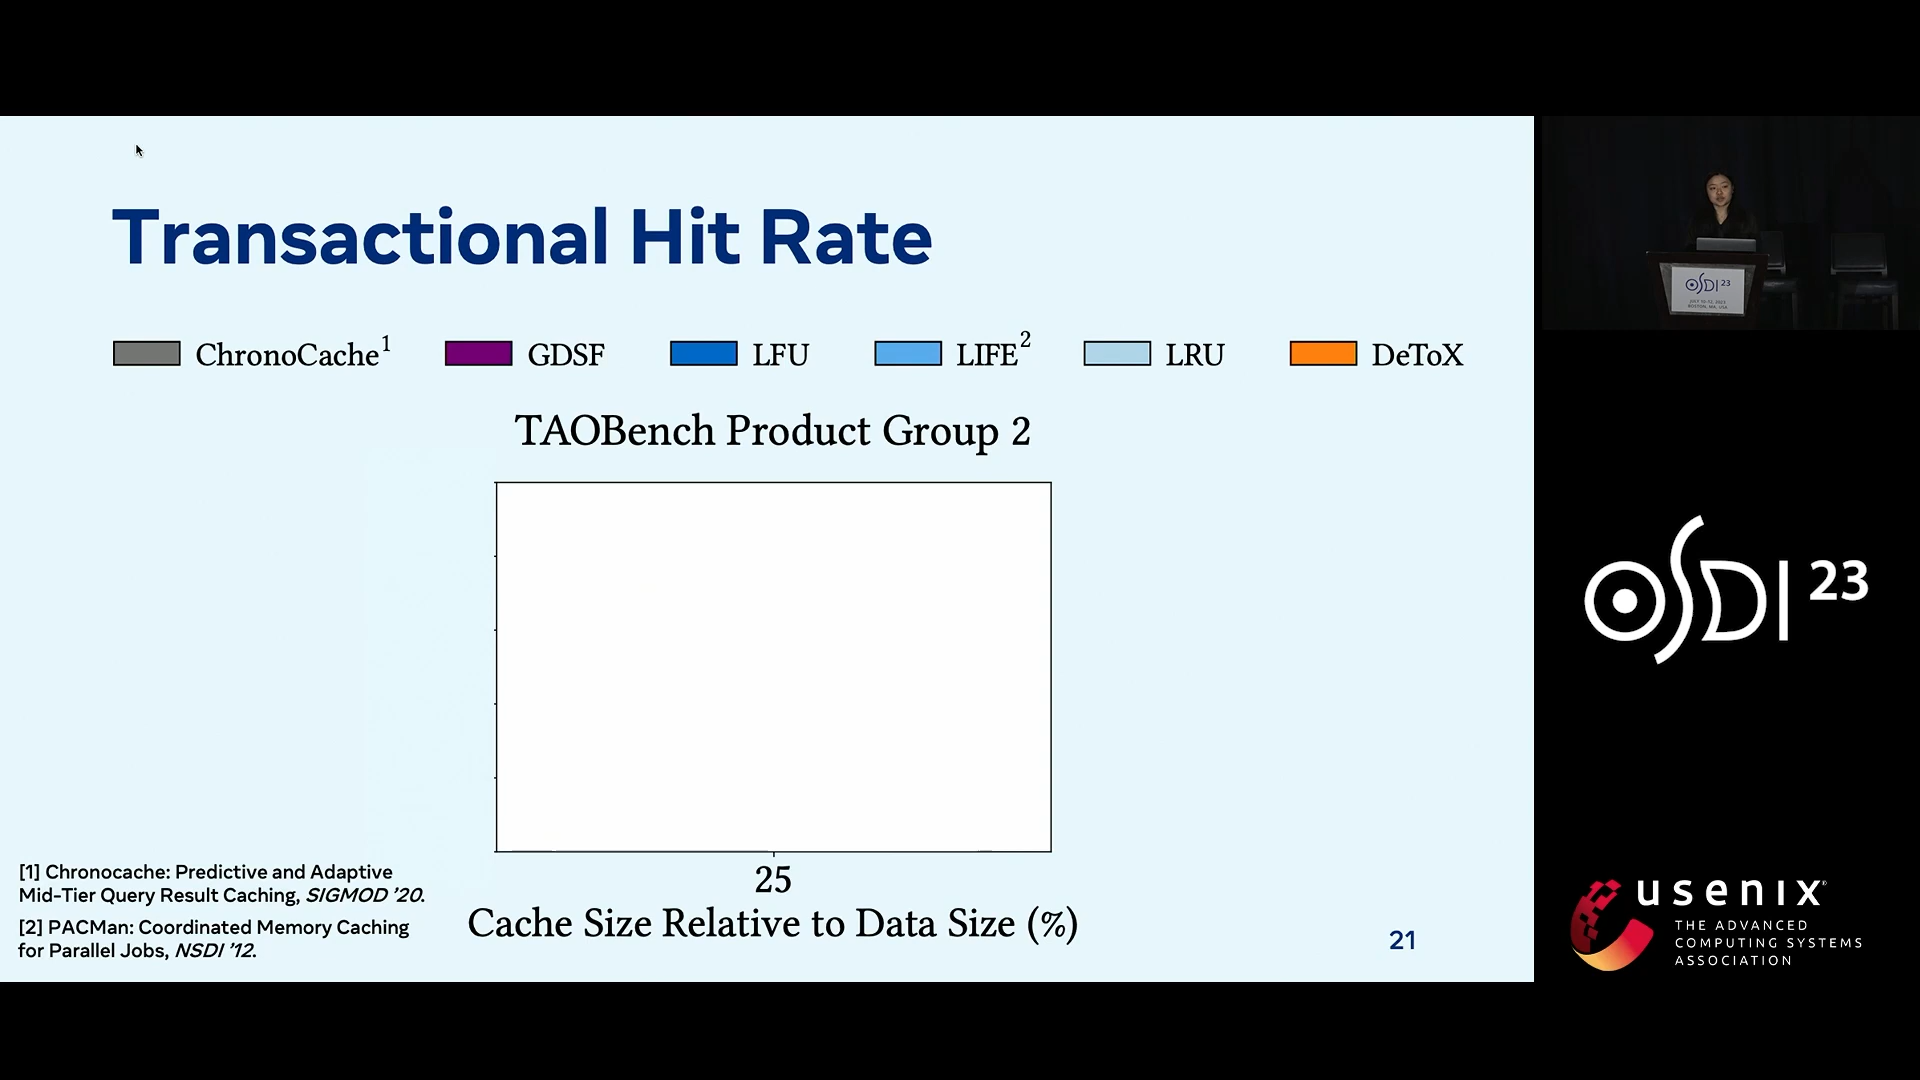 Transactional Hit Rate
ChronoCache1 GDSF LFU LIFE2 LRU DeToX
TAOBench Product Group 2
25
Cache Size Relative to Data Size (%)
[1] Chronocache: Predictive and Adaptive
Mid-Tier Query Result Caching, SIGMOD ’20.
[2] PACMan: Coordinated Memory Caching
for Parallel Jobs, NSDI ’12.
21
OSDI 23
OSDI 23
usenix
THE ADVANCED
COMPUTING SYSTEMS
ASSOCIATION